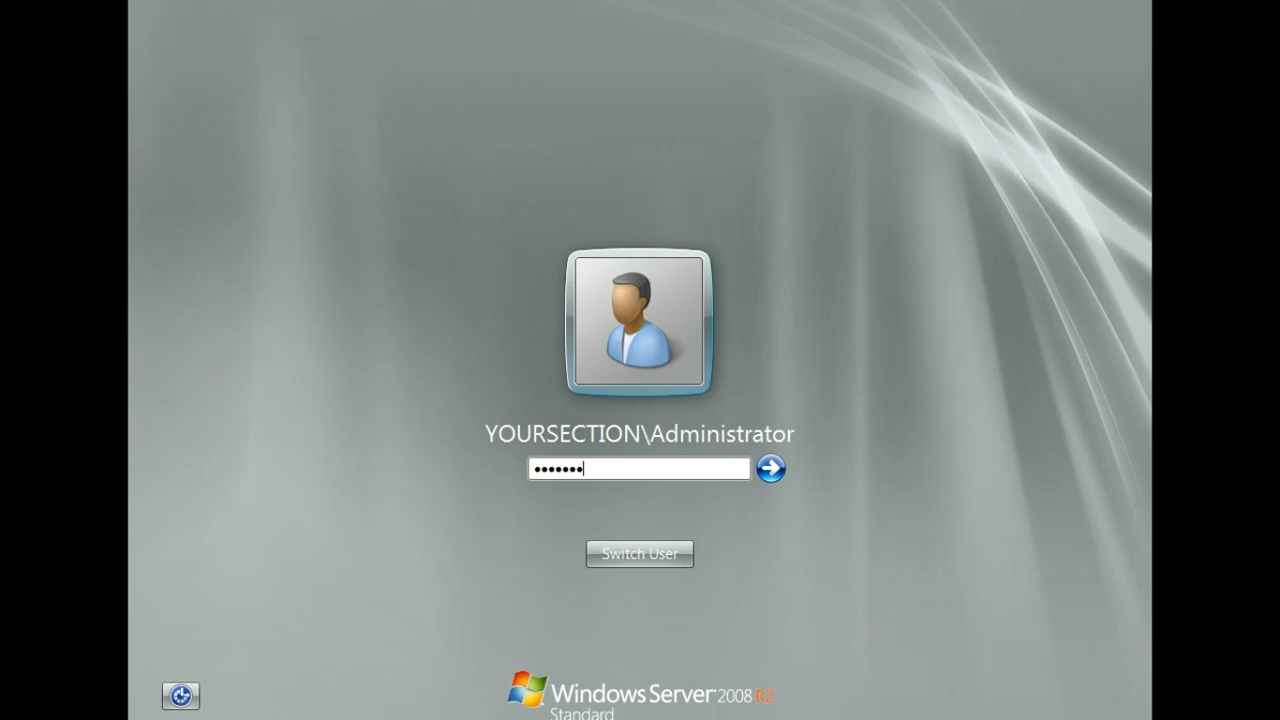 YOURSECTION\Administrator
•••••••
Switch User
Windows Server 2008 R2
Standard